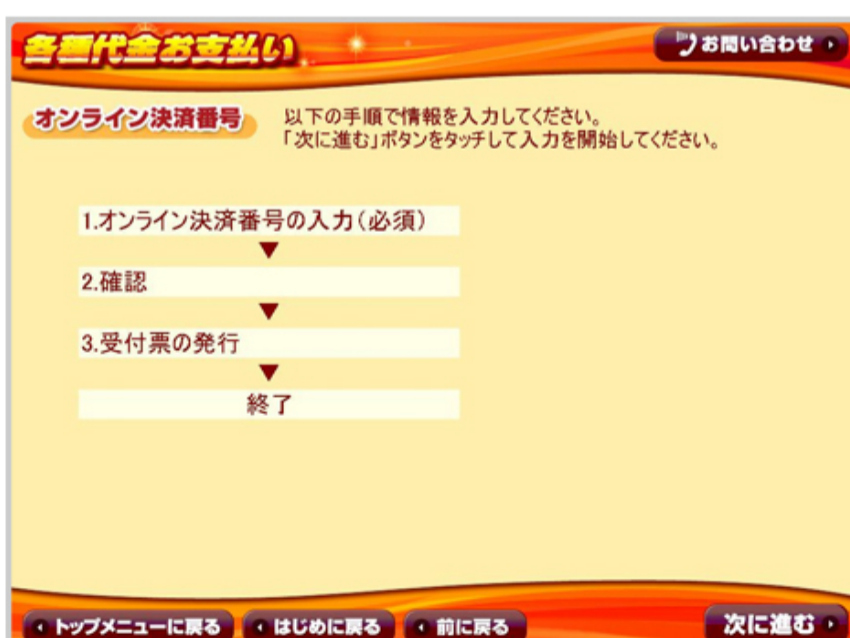 各種代金お支払い
お問い合わせ
オンライン決済番号
以下の手順で情報を入力してください。
「次に進む」ボタンをタッチして入力を開始してください。
1.オンライン決済番号の入力(必須)
▼
2.確認
▼
3.受付票の発行
▼
終了
トップメニューに戻る
はじめに戻る
前に戻る
次に進む